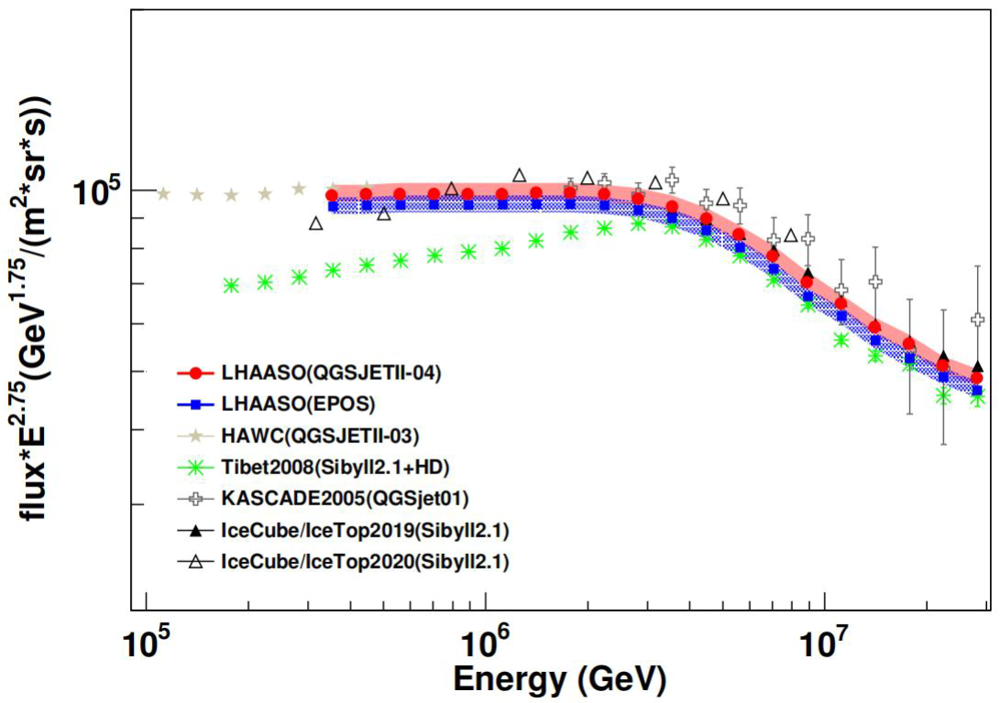 flux*E^2.75(GeV^1.75/(m^2*sr*s))
10^5
LHAASO(QGSJETII-04)
LHAASO(EPOS)
HAWC(QGSJETII-03)
Tibet2008(Sibyll2.1+HD)
KASCADE2005(QGSjet01)
IceCube/IceTop2019(Sibyll2.1)
IceCube/IceTop2020(Sibyll2.1)
10^5 10^6 10^7
Energy (GeV)